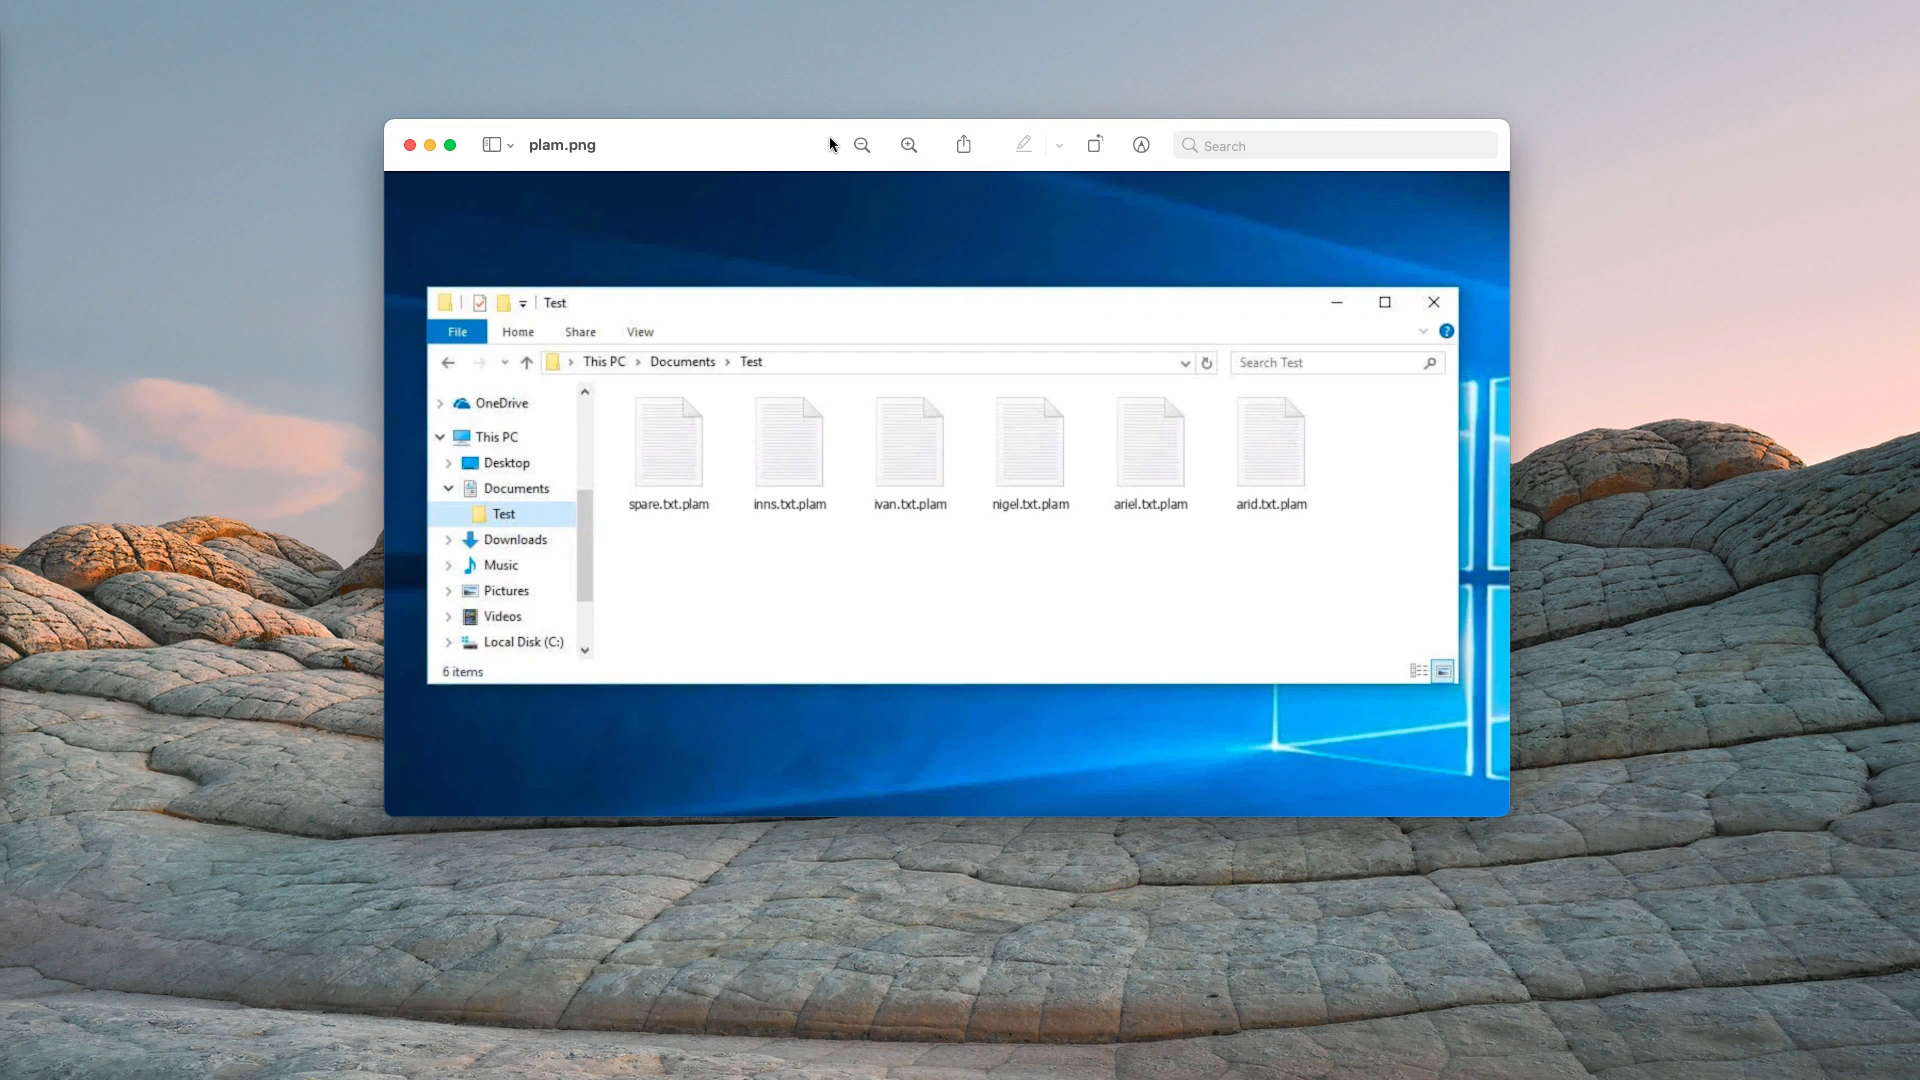 plam.png
Search
Test
File Home Share View
This PC Documents Test
Search Test
OneDrive
This PC
Desktop
Documents
Test
Downloads
Music
Pictures
Videos
Local Disk (C:)
spare.txt.plam inns.txt.plam ivan.txt.plam nigel.txt.plam ariel.txt.plam arid.txt.plam
6 items